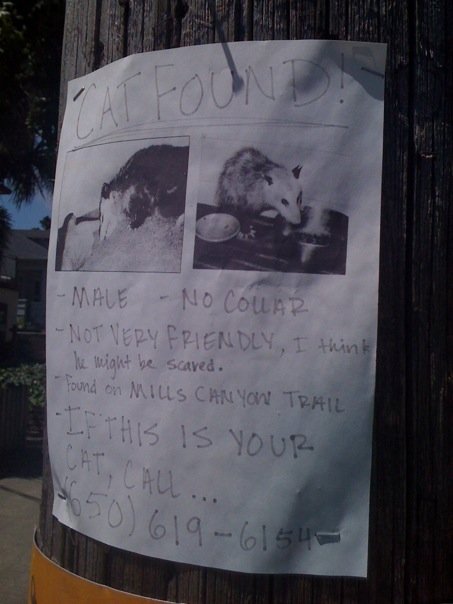 CAT FOUND!
- MALE - NO COLLAR
- NOT VERY FRIENDLY, I think
he might be scared.
- Found on MILLS CANYON TRAIL
- IF THIS IS YOUR
CAT, CALL...
(650) 619-6154